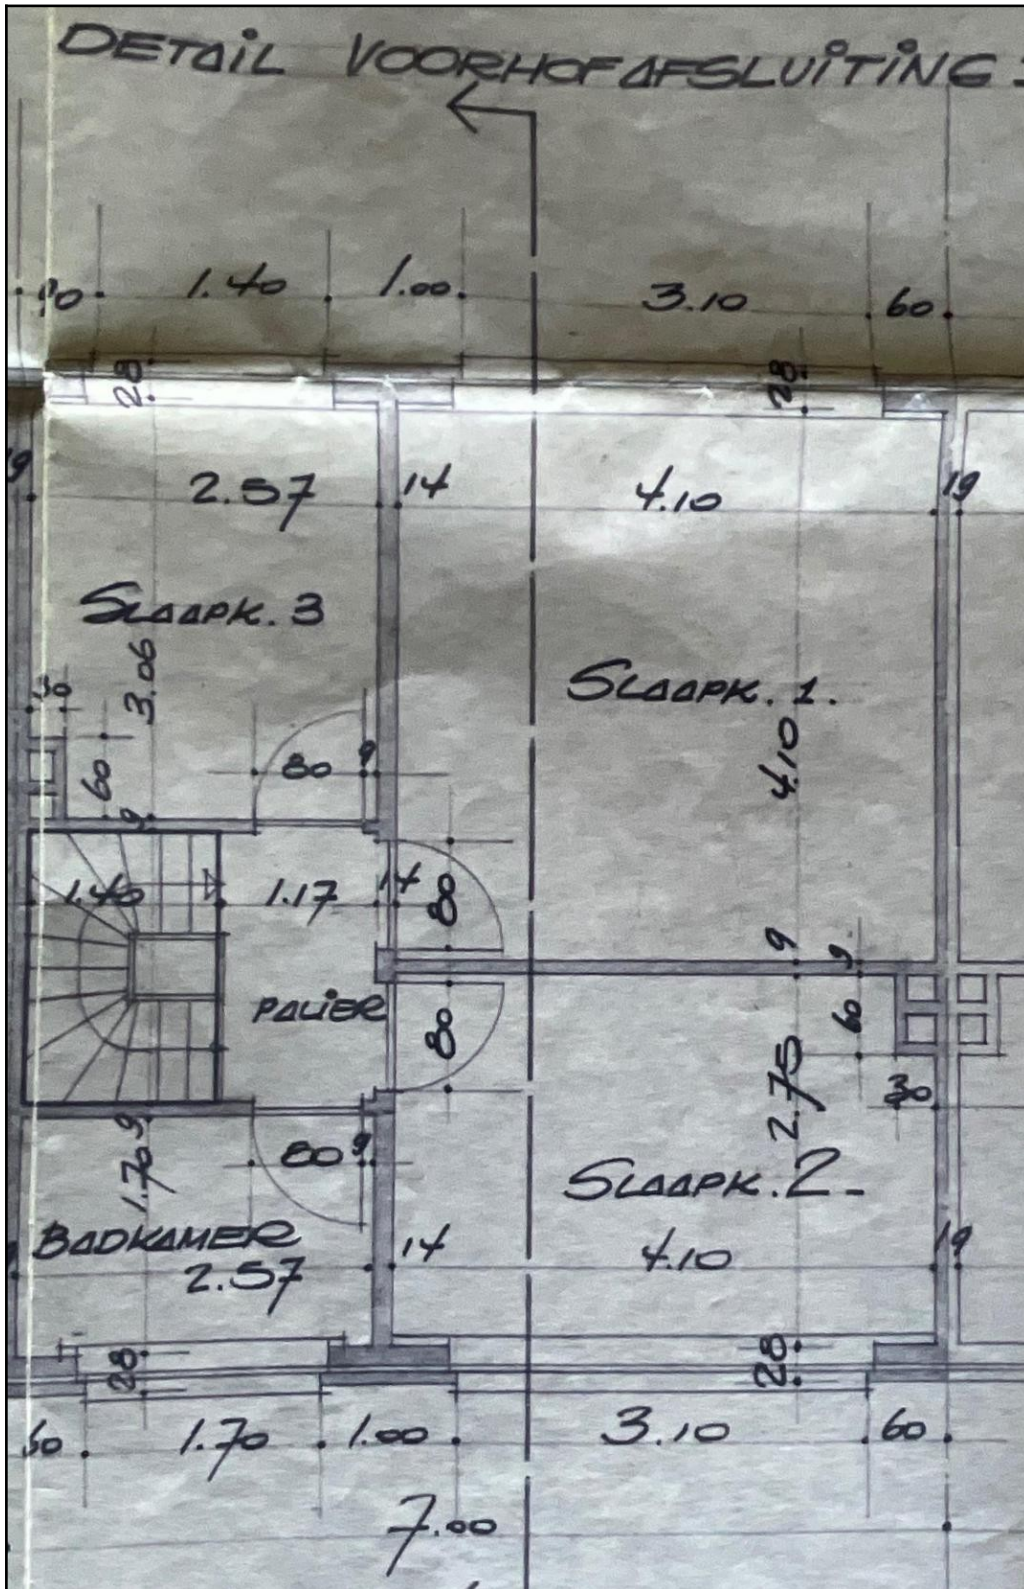 DETAIL VOORHOFAFSLUITING:
1.40 1.00 3.10 60
28 28
2.57 14 4.10 19
SLAAPK. 3
3.06
SLAAPK. 1.
4.10
60 9 80 9
1.40 1.17 14 80
9 9
PALIER 80 60
2.75
30
9 80 9
1.70
SLAAPK. 2-
BADKAMER 14 4.10 19
2.57
28 28
60 1.70 1.00 3.10 60
7.00